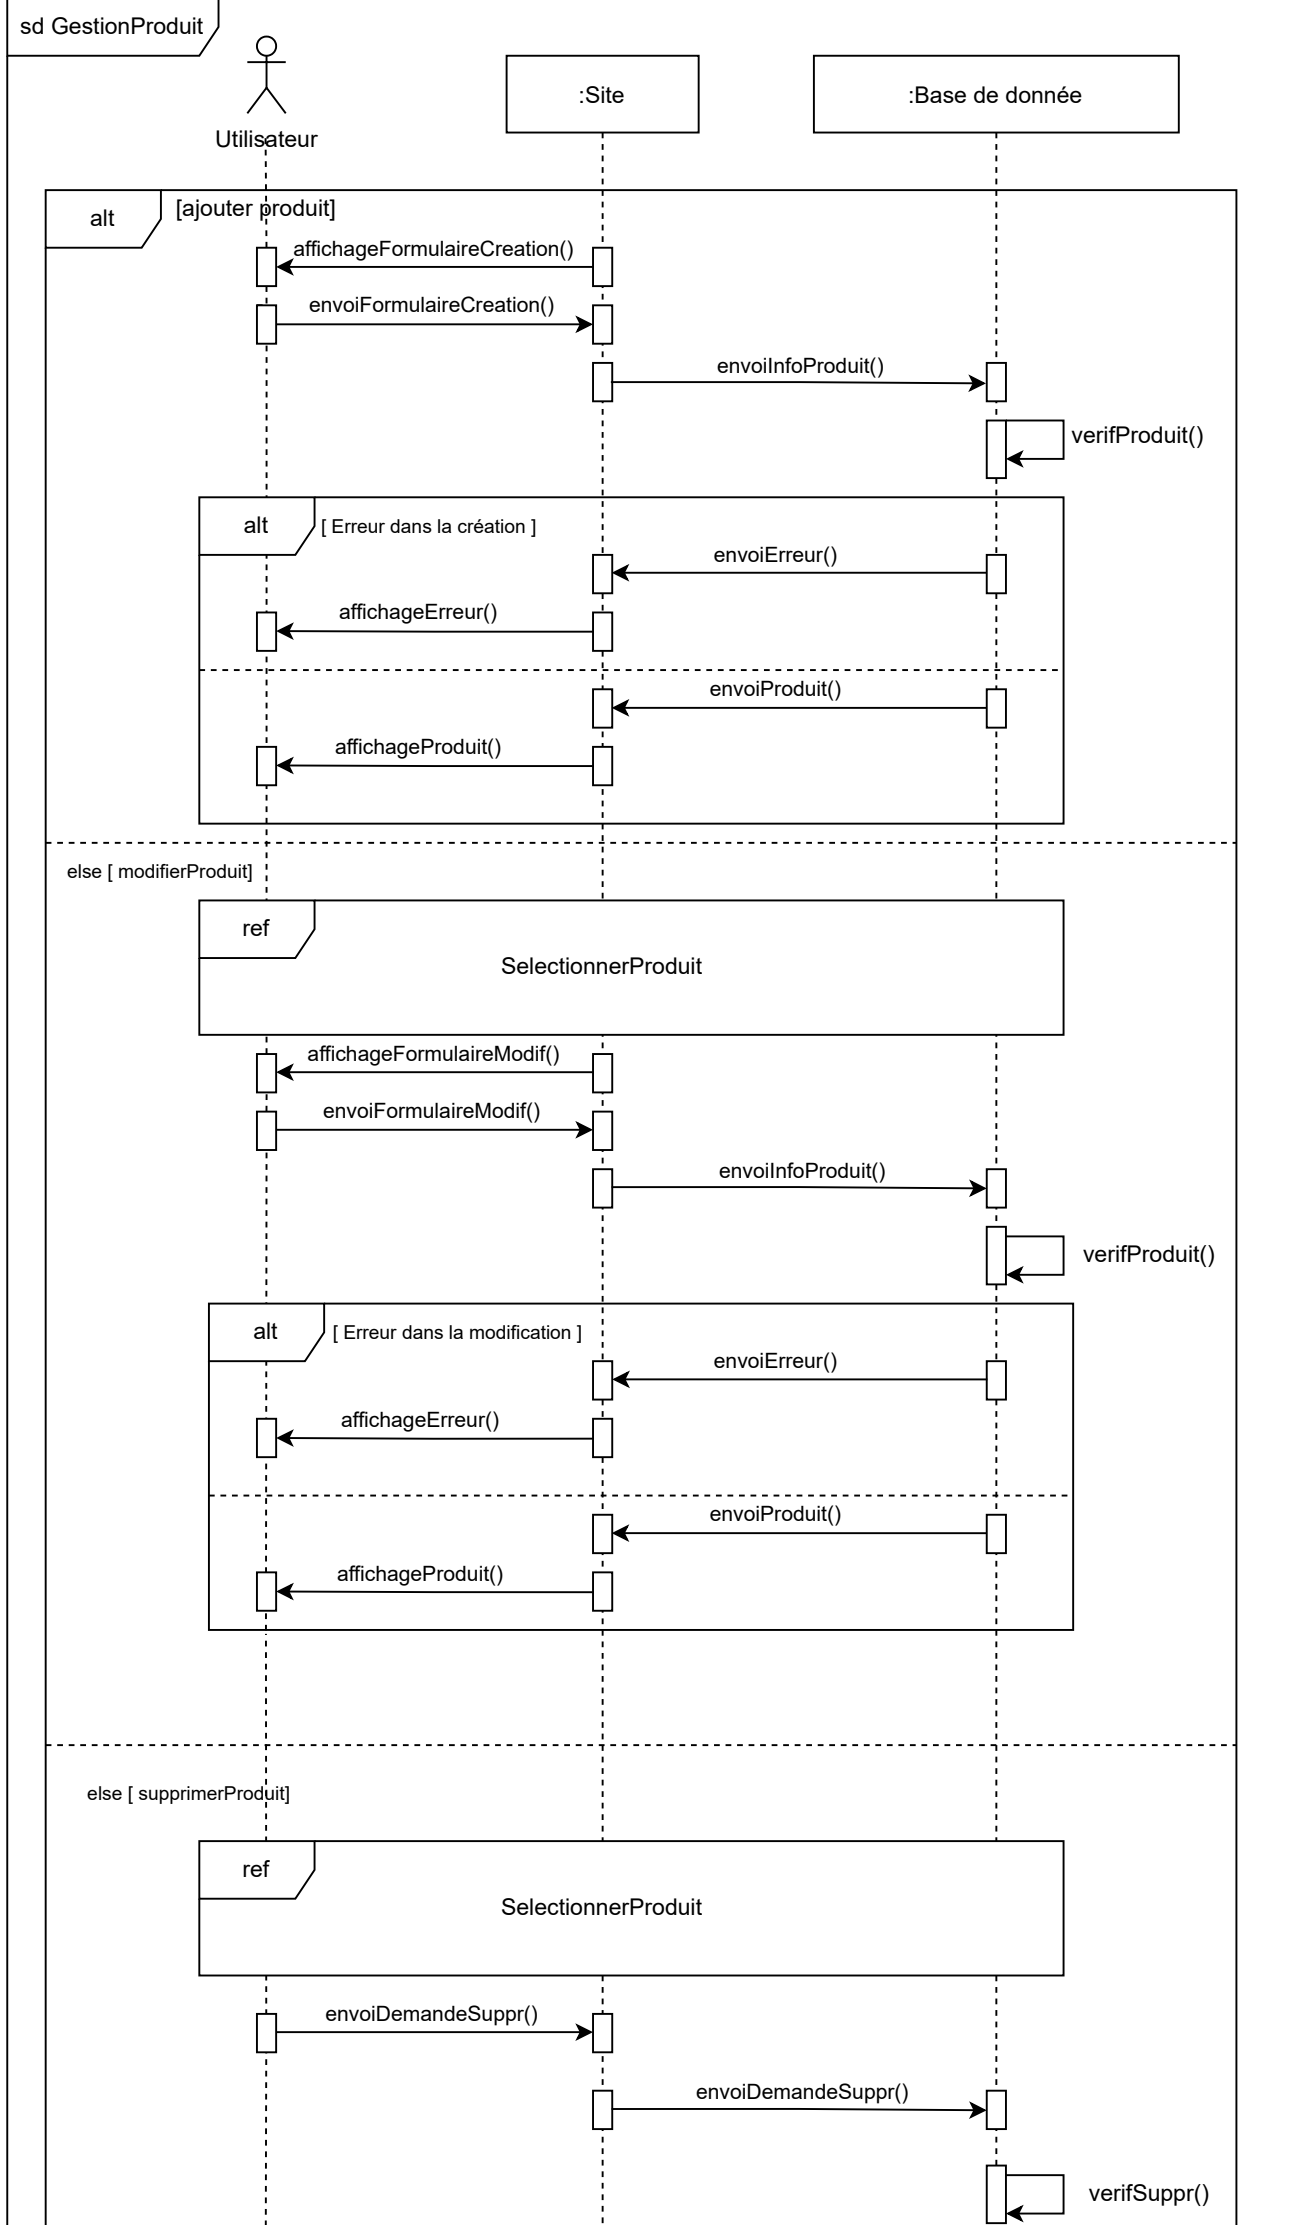 sd GestionProduit
Utilisateur
:Site
:Base de donnée
alt
[ajouter produit]
affichageFormulaireCreation()
envoiFormulaireCreation()
envoiInfoProduit()
verifProduit()
alt
[ Erreur dans la création ]
envoiErreur()
affichageErreur()
envoiProduit()
affichageProduit()
else [ modifierProduit]
ref
SelectionnerProduit
affichageFormulaireModif()
envoiFormulaireModif()
envoiInfoProduit()
verifProduit()
alt
[ Erreur dans la modification ]
envoiErreur()
affichageErreur()
envoiProduit()
affichageProduit()
else [ supprimerProduit]
ref
SelectionnerProduit
envoiDemandeSuppr()
envoiDemandeSuppr()
verifSuppr()